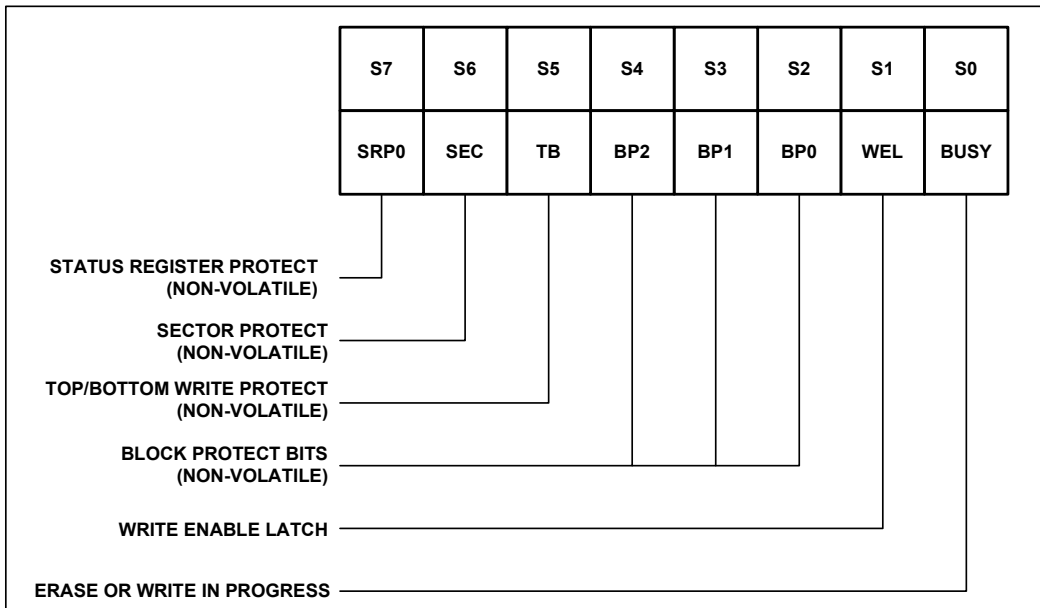 S7 S6 S5 S4 S3 S2 S1 S0
SRP0 SEC TB BP2 BP1 BP0 WEL BUSY
STATUS REGISTER PROTECT
(NON-VOLATILE)
SECTOR PROTECT
(NON-VOLATILE)
TOP/BOTTOM WRITE PROTECT
(NON-VOLATILE)
BLOCK PROTECT BITS
(NON-VOLATILE)
WRITE ENABLE LATCH
ERASE OR WRITE IN PROGRESS